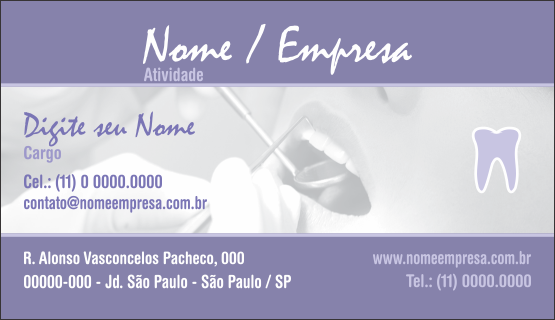 Nome / Empresa
Atividade
Digite seu Nome
Cargo
Cel.: (11) 0 0000.0000
contato@nomeempresa.com.br
R. Alonso Vasconcelos Pacheco, 000
00000-000 - Jd. São Paulo - São Paulo / SP
www.nomeempresa.com.br
Tel.: (11) 0000.0000